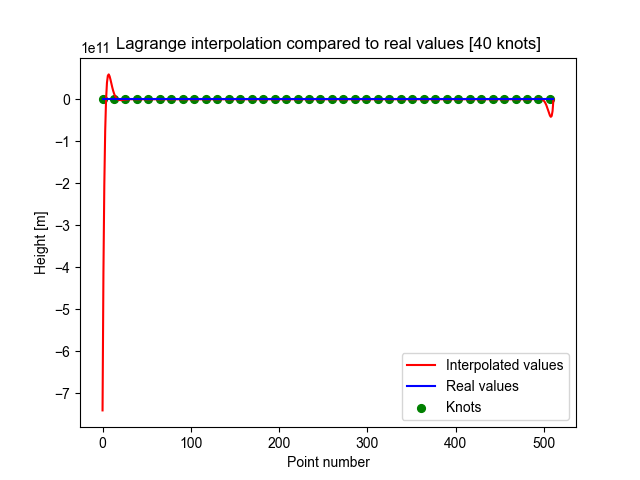 Lagrange interpolation compared to real values [40 knots]
1e11
0
−1
−2
−3
−4
−5
−6
−7
Height [m]
0 100 200 300 400 500
Point number
Interpolated values
Real values
Knots